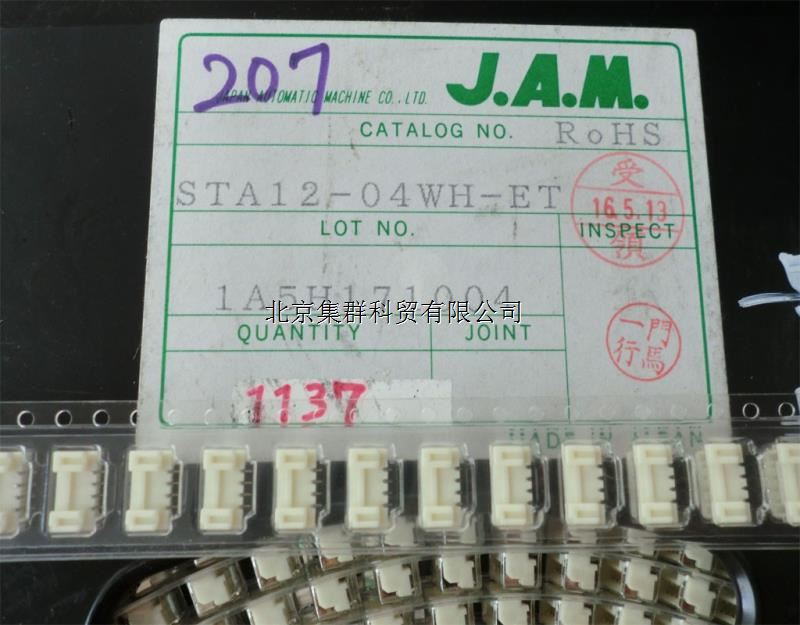 207
J.A.M.
JAPAN AUTOMATIC MACHINE CO.,LTD.
CATALOG NO. RoHS
STA12-04WH-ET
受
16.5.13
領
LOT NO.
INSPECT
1A5H171004
北京集群科贸有限公司
QUANTITY
JOINT
一行
門馬
1137
MADE IN JAPAN